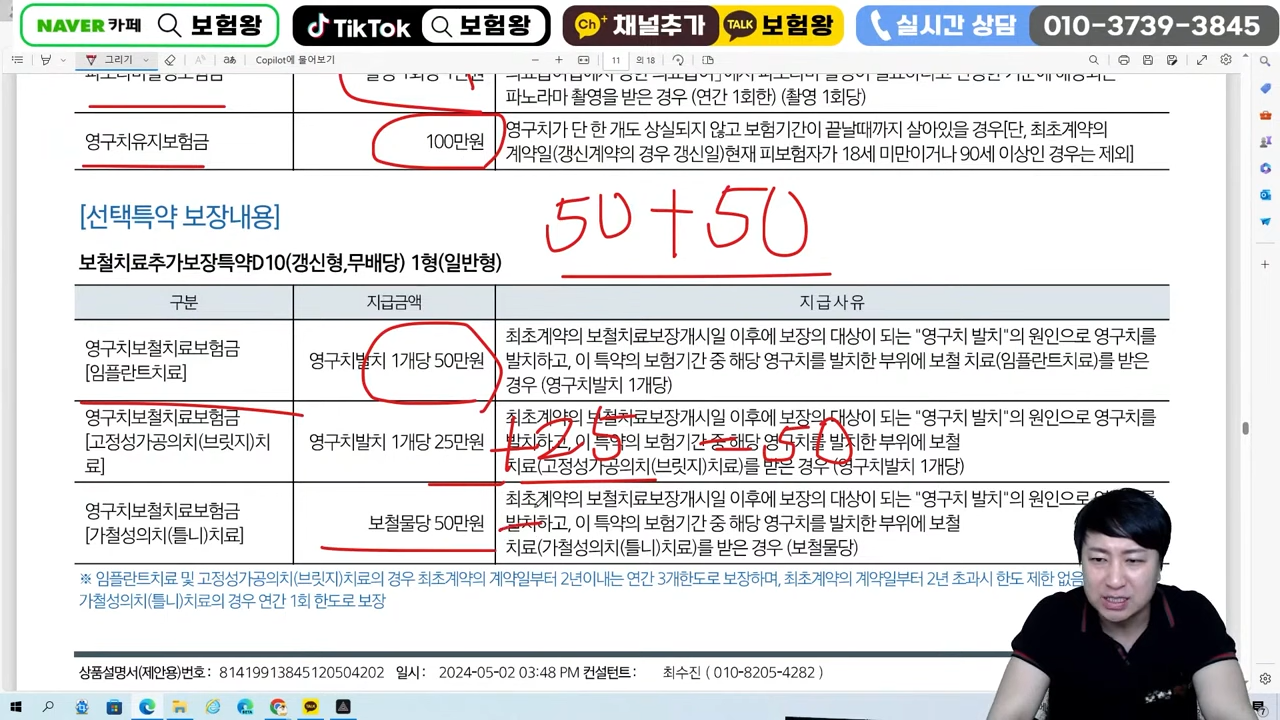 NAVER 카페 보험왕
TikTok 보험왕
Ch+ 채널추가 TALK 보험왕
실시간 상담 010-3739-3845
그리기
Copilot에 물어보기
11 의 18
파노라마촬영보험금
파노라마 촬영을 받은 경우 (연간 1회한) (촬영 1회당)
영구치유지보험금
100만원
영구치가 단 한 개도 상실되지 않고 보험기간이 끝날때까지 살아있을 경우[단, 최초계약의
계약일(갱신계약의 경우 갱신일)현재 피보험자가 18세 미만이거나 90세 이상인 경우는 제외]
50+50
[선택특약 보장내용]
보철치료추가보장특약D10(갱신형,무배당) 1형(일반형)
구분
지급금액
지급사유
영구치보철치료보험금
[임플란트치료]
영구치발치 1개당 50만원
최초계약의 보철치료보장개시일 이후에 보장의 대상이 되는 "영구치 발치"의 원인으로 영구치를
발치하고, 이 특약의 보험기간 중 해당 영구치를 발치한 부위에 보철 치료(임플란트치료)를 받은
경우 (영구치발치 1개당)
영구치보철치료보험금
[고정성가공의치(브릿지)치
료]
영구치발치 1개당 25만원
+25=50
최초계약의 보철치료보장개시일 이후에 보장의 대상이 되는 "영구치 발치"의 원인으로 영구치를
발치하고, 이 특약의 보험기간 중 해당 영구치를 발치한 부위에 보철
치료(고정성가공의치(브릿지)치료)를 받은 경우 (영구치발치 1개당)
영구치보철치료보험금
[가철성의치(틀니)치료]
보철물당 50만원
최초계약의 보철치료보장개시일 이후에 보장의 대상이 되는 "영구치 발치"의 원인으로
발치하고, 이 특약의 보험기간 중 해당 영구치를 발치한 부위에 보철
치료(가철성의치(틀니)치료)를 받은 경우 (보철물당)
※ 임플란트치료 및 고정성가공의치(브릿지)치료의 경우 최초계약의 계약일부터 2년이내는 연간 3개한도로 보장하며, 최초계약의 계약일부터 2년 초과시 한도 제한 없음
가철성의치(틀니)치료의 경우 연간 1회 한도로 보장
상품설명서(제안용)번호 : 81419913845120504202 일시 : 2024-05-02 03:48 PM 컨설턴트 : 최수진 ( 010-8205-4282 )